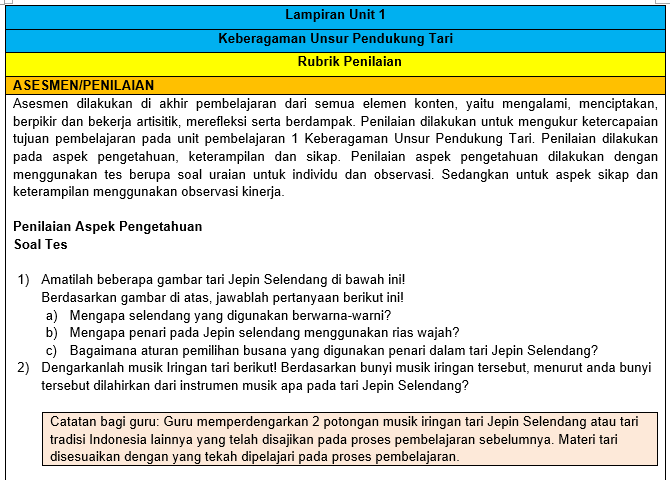 Lampiran Unit 1
Keberagaman Unsur Pendukung Tari
Rubrik Penilaian
ASESMEN/PENILAIAN
Asesmen dilakukan di akhir pembelajaran dari semua elemen konten, yaitu mengalami, menciptakan,
berpikir dan bekerja artisitik, merefleksi serta berdampak. Penilaian dilakukan untuk mengukur ketercapaian
tujuan pembelajaran pada unit pembelajaran 1 Keberagaman Unsur Pendukung Tari. Penilaian dilakukan
pada aspek pengetahuan, keterampilan dan sikap. Penilaian aspek pengetahuan dilakukan dengan
menggunakan tes berupa soal uraian untuk individu dan observasi. Sedangkan untuk aspek sikap dan
keterampilan menggunakan observasi kinerja.
Penilaian Aspek Pengetahuan
Soal Tes
1) Amatilah beberapa gambar tari Jepin Selendang di bawah ini!
Berdasarkan gambar di atas, jawablah pertanyaan berikut ini!
a) Mengapa selendang yang digunakan berwarna-warni?
b) Mengapa penari pada Jepin selendang menggunakan rias wajah?
c) Bagaimana aturan pemilihan busana yang digunakan penari dalam tari Jepin Selendang?
2) Dengarkanlah musik Iringan tari berikut! Berdasarkan bunyi musik iringan tersebut, menurut anda bunyi
tersebut dilahirkan dari instrumen musik apa pada tari Jepin Selendang?
Catatan bagi guru: Guru memperdengarkan 2 potongan musik iringan tari Jepin Selendang atau tari
tradisi Indonesia lainnya yang telah disajikan pada proses pembelajaran sebelumnya. Materi tari
disesuaikan dengan yang tekah dipelajari pada proses pembelajaran.